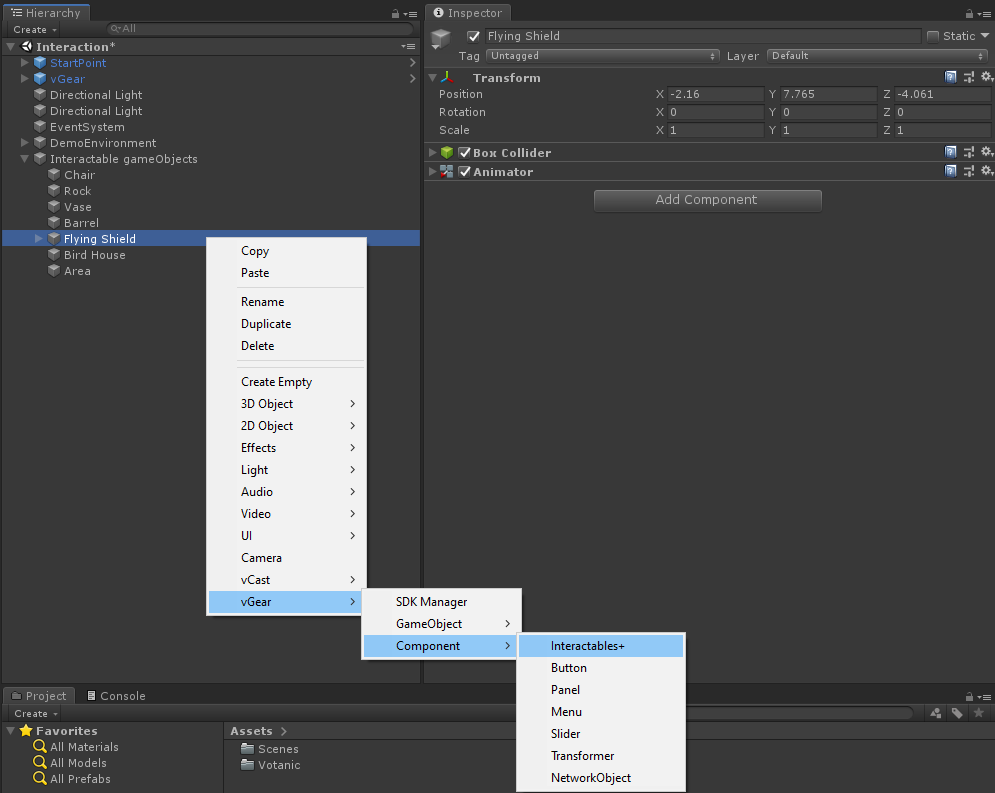 Hierarchy
Create
All
Interaction*
StartPoint
vGear
Directional Light
Directional Light
EventSystem
DemoEnvironment
Interactable gameObjects
Chair
Rock
Vase
Barrel
Flying Shield
Bird House
Area
Copy
Paste
Rename
Duplicate
Delete
Create Empty
3D Object
2D Object
Effects
Light
Audio
Video
UI
Camera
vCast
vGear
SDK Manager
GameObject
Component
Interactables+
Button
Panel
Menu
Slider
Transformer
NetworkObject
Inspector
Flying Shield Static
Tag Untagged Layer Default
Transform
Position X -2.16 Y 7.765 Z -4.061
Rotation X 0 Y 0 Z 0
Scale X 1 Y 1 Z 1
Box Collider
Animator
Add Component
Project Console
Create
Favorites
All Materials
All Models
All Prefabs
Assets
Scenes
Votanic